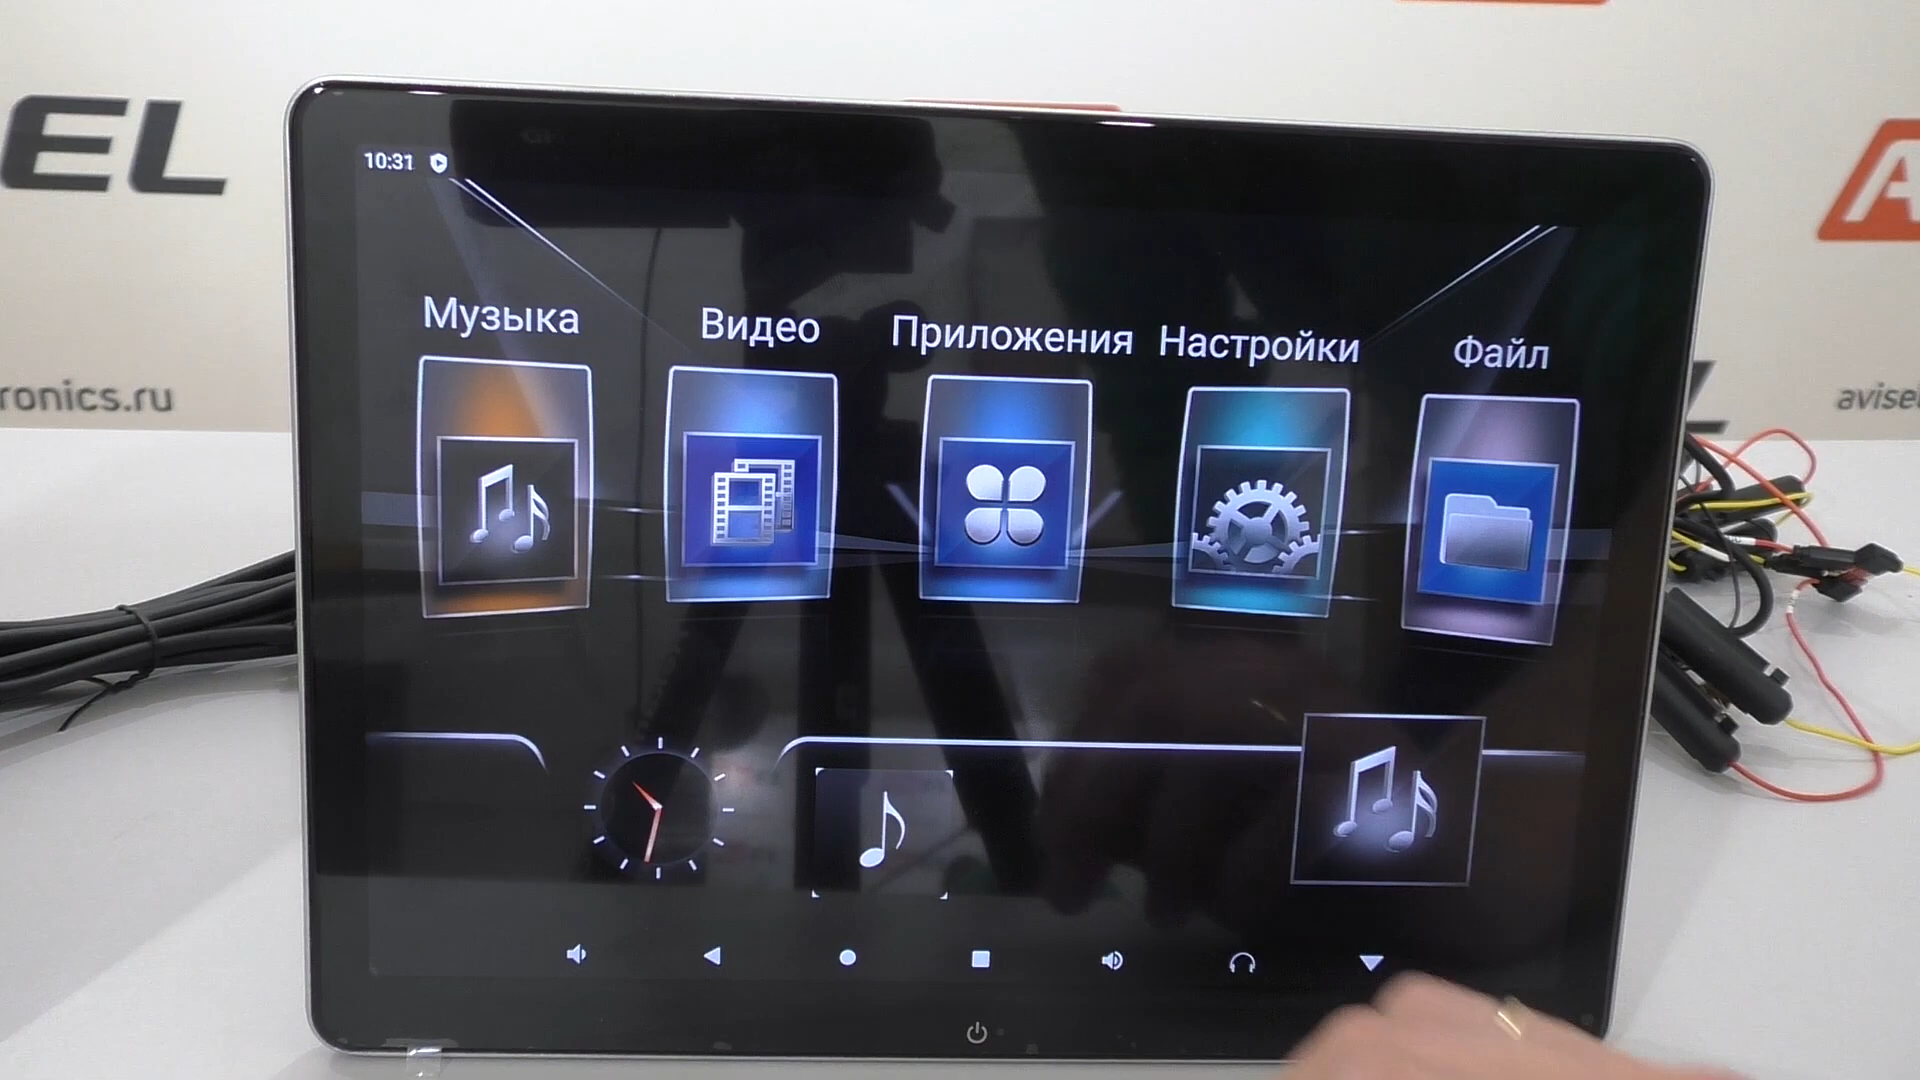 EL
ronics.ru
10:31
Музыка
Видео
Приложения
Настройки
Файл
A
avisel